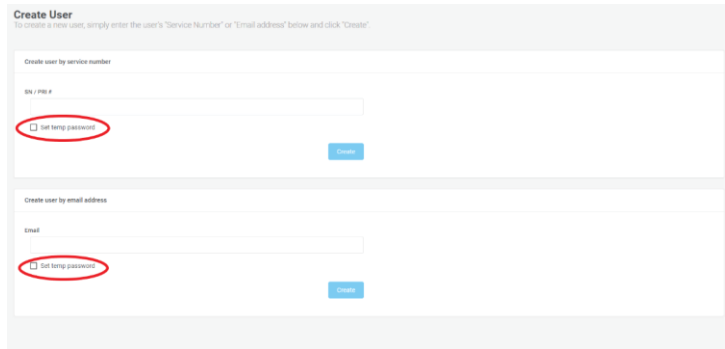 Create User
To create a new user, simply enter the user's "Service Number" or "Email address" below and click "Create".
Create user by service number
SN / PRI #
Set temp password
Create
Create user by email address
Email
Set temp password
Create